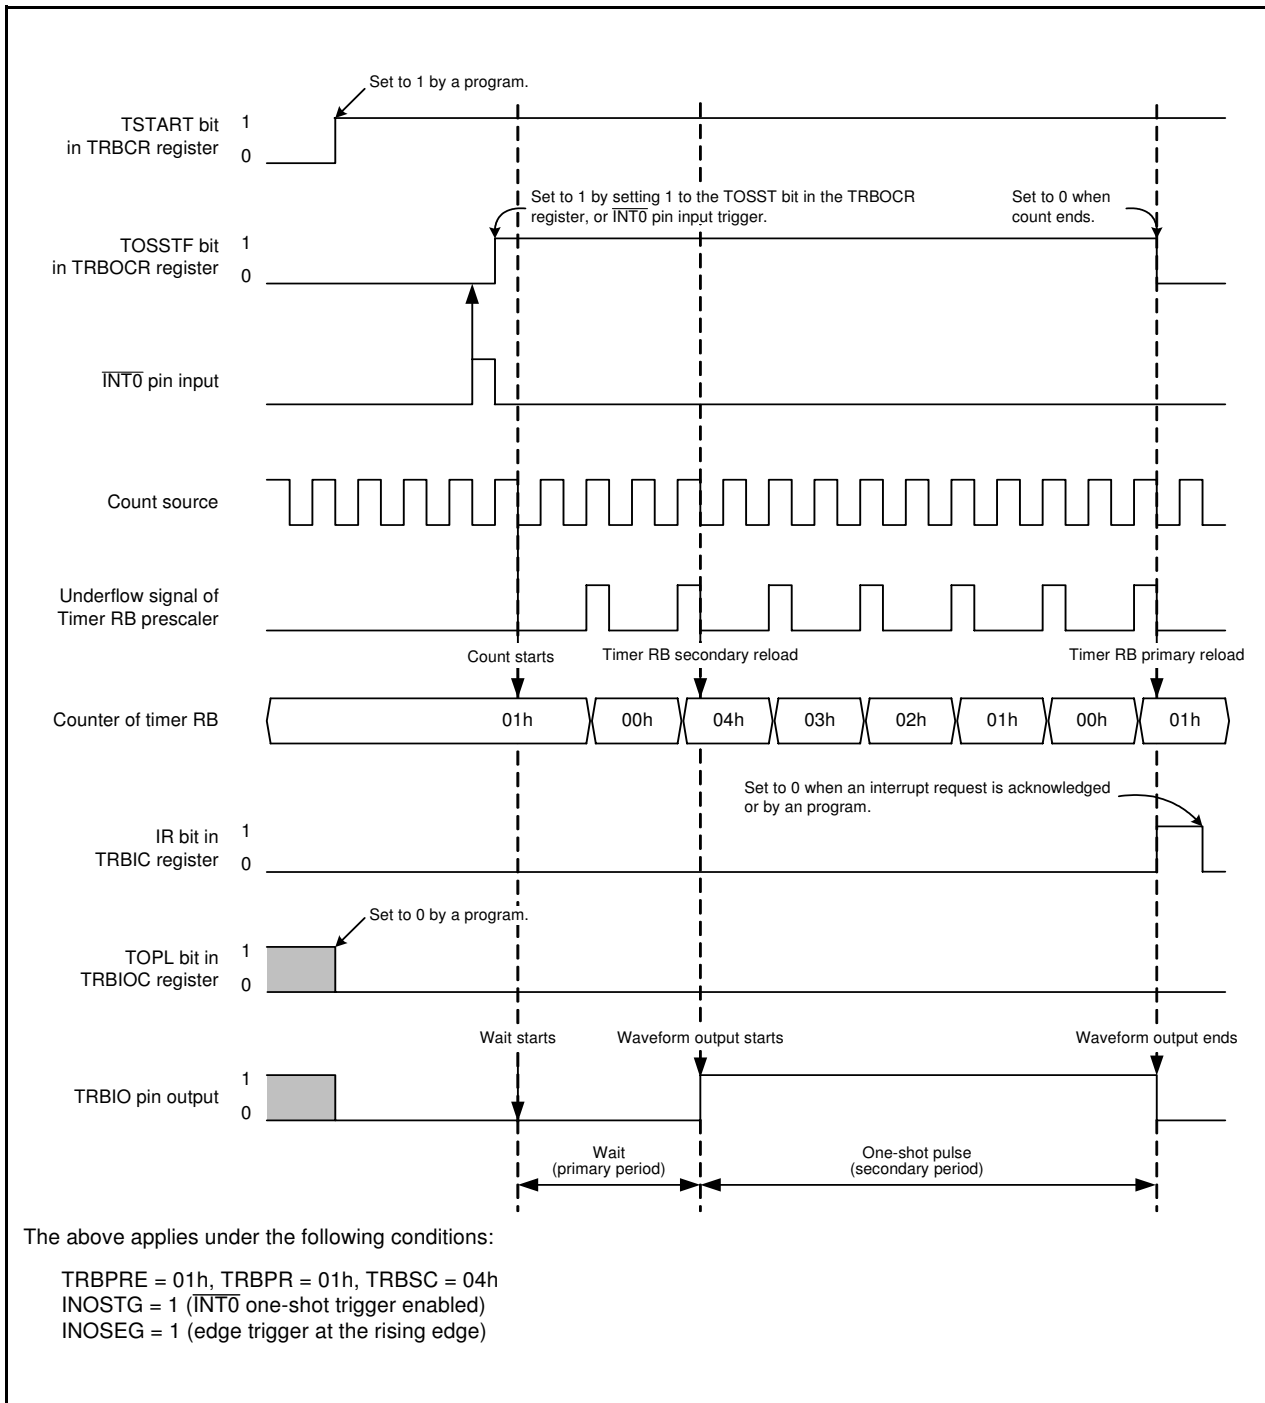 Set to 1 by a program.
TSTART bit
in TRBCR register
1
0
Set to 1 by setting 1 to the TOSST bit in the TRBOCR
register, or INT0 pin input trigger.
Set to 0 when
count ends.
TOSSTF bit
in TRBOCR register
1
0
INT0 pin input
Count source
Underflow signal of
Timer RB prescaler
Count starts
Timer RB secondary reload
Timer RB primary reload
Counter of timer RB
01h 00h 04h 03h 02h 01h 00h 01h
Set to 0 when an interrupt request is acknowledged
or by an program.
IR bit in
TRBIC register
1
0
Set to 0 by a program.
TOPL bit in
TRBIOC register
1
0
Wait starts
Waveform output starts
Waveform output ends
TRBIO pin output
1
0
Wait
(primary period)
One-shot pulse
(secondary period)
The above applies under the following conditions:
TRBPRE = 01h, TRBPR = 01h, TRBSC = 04h
INOSTG = 1 (INT0 one-shot trigger enabled)
INOSEG = 1 (edge trigger at the rising edge)